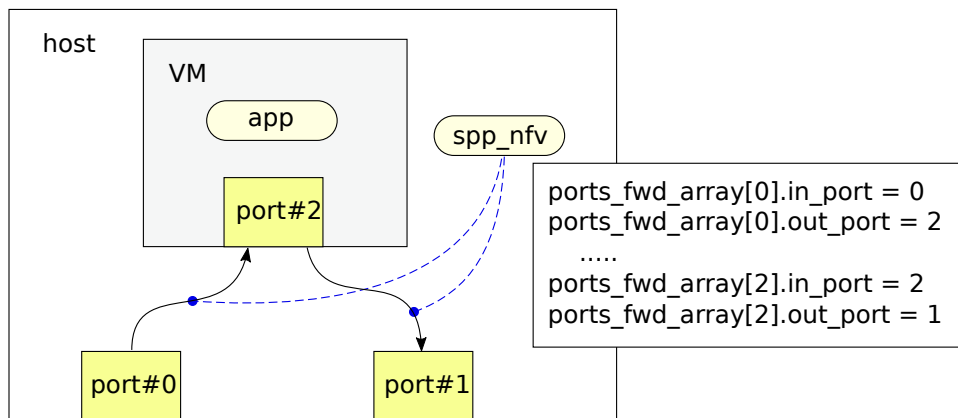 host
VM
app
spp_nfv
port#2
ports_fwd_array[0].in_port = 0
ports_fwd_array[0].out_port = 2
.....
ports_fwd_array[2].in_port = 2
ports_fwd_array[2].out_port = 1
port#0
port#1